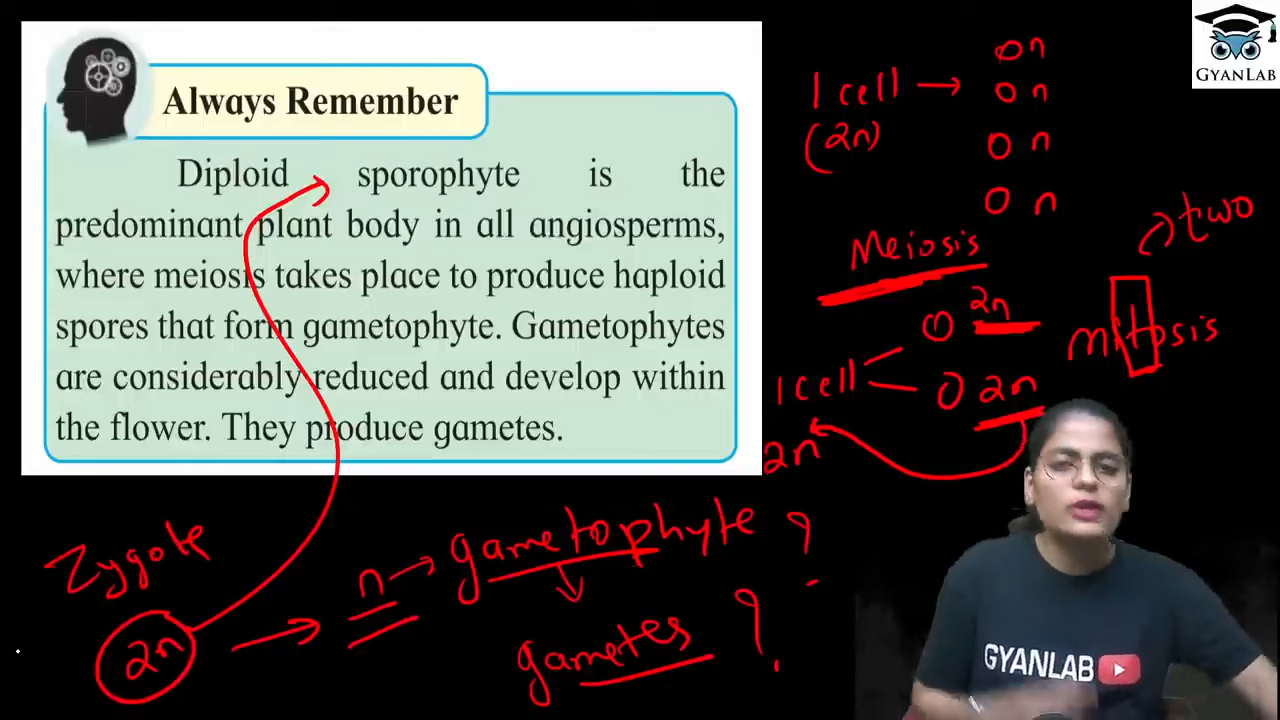 GYANLAB
Always Remember
Diploid sporophyte is the
predominant plant body in all angiosperms,
where meiosis takes place to produce haploid
spores that form gametophyte. Gametophytes
are considerably reduced and develop within
the flower. They produce gametes.
1 cell → O n
(2n) O n
O n
O n
Meiosis
two
mitosis
1 cell O 2n
2n O 2n
Zygote
2n → n → gametophyte ?
gametes ?
GYANLAB